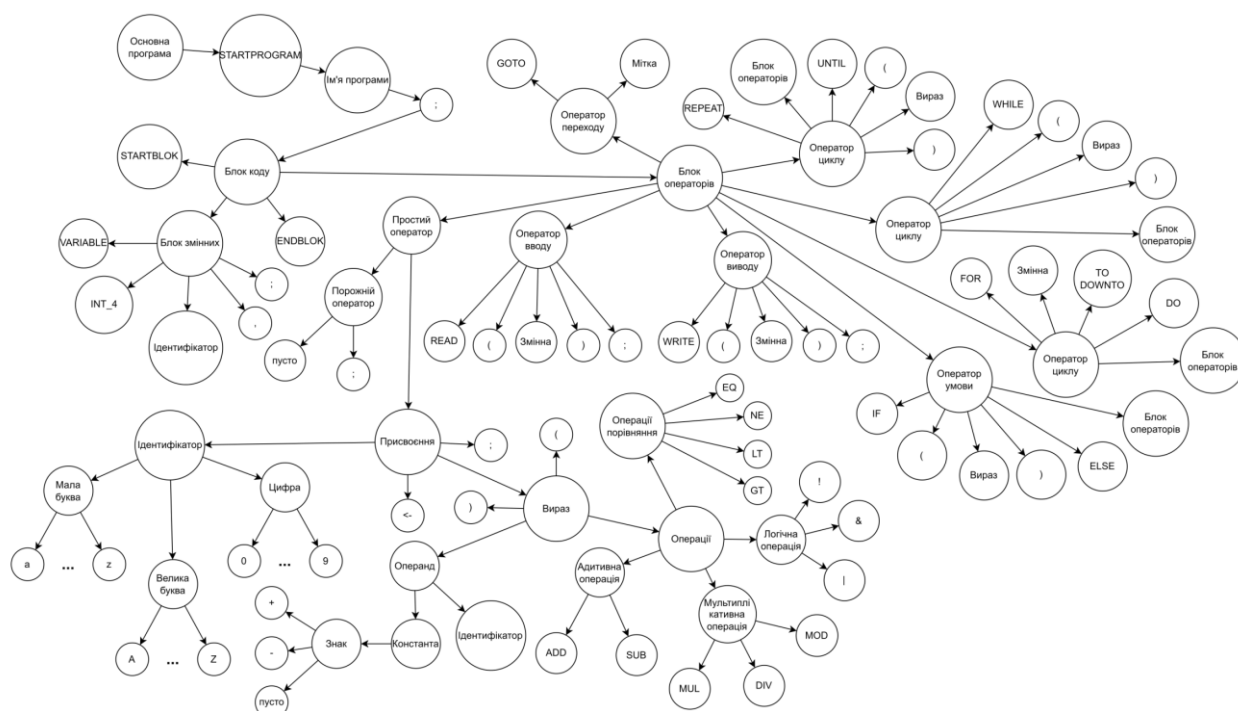 Основна
програма
STARTPROGRAM
Ім'я програми
;
GOTO
Мітка
Оператор
переходу
Блок
операторів
UNTIL
(
Вираз
)
REPEAT
Оператор
циклу
WHILE
(
Вираз
)
Блок
операторів
Оператор
циклу
STARTBLOK
Блок коду
Блок
операторів
VARIABLE
Блок змінних
ENDBLOK
INT_4
Ідентифікатор
,
;
Простий
оператор
Порожній
оператор
пусто
;
Оператор
вводу
READ
(
Змінна
)
;
Оператор
виводу
WRITE
(
Змінна
)
;
FOR
Змінна
TO
DOWNTO
DO
Блок
операторів
Оператор
циклу
Оператор
умови
IF
(
Вираз
)
ELSE
Блок
операторів
Ідентифікатор
Присвоєння
;
<-
Мала
буква
a
...
z
Велика
буква
A
...
Z
Цифра
0
...
9
(
)
Вираз
Операнд
Ідентифікатор
Константа
Знак
+
-
пусто
Операції
порівняння
EQ
NE
LT
GT
Операції
Логічна
операція
!
&
|
Адитивна
операція
ADD
SUB
Мультиплі
кативна
операція
MUL
DIV
MOD